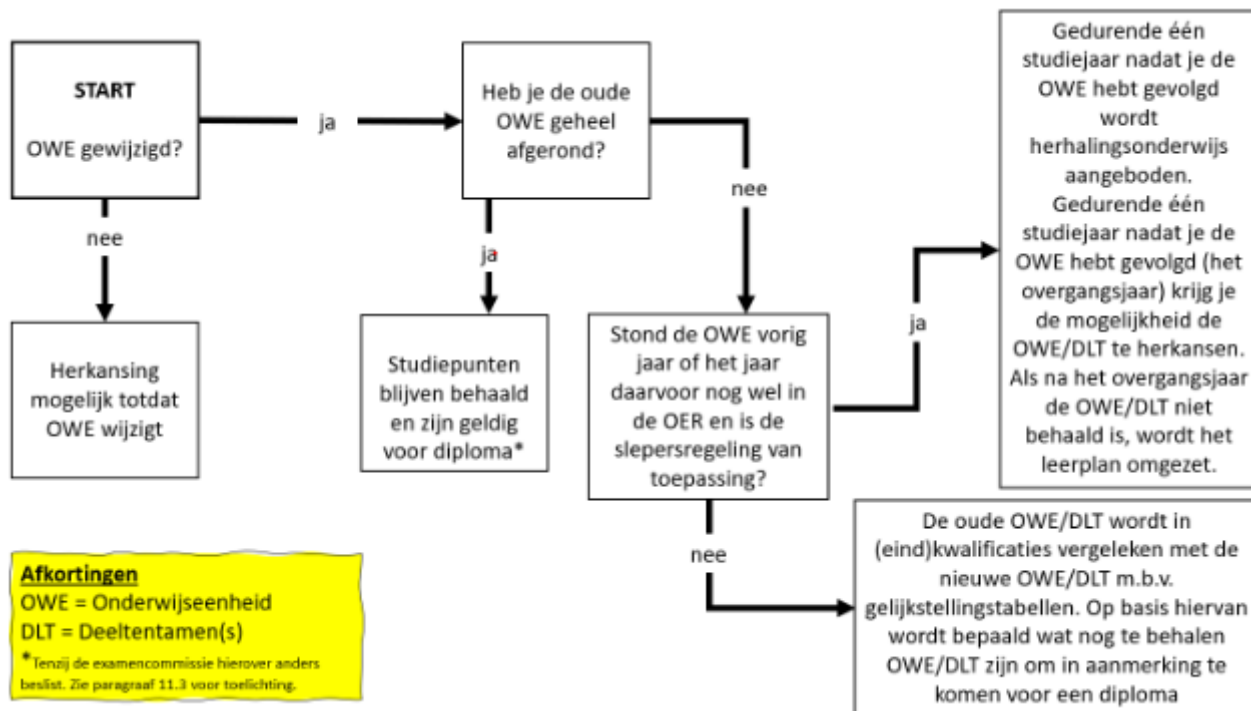 START
OWE gewijzigd?
ja
nee
Herkansing
mogelijk totdat
OWE wijzigt
Heb je de oude
OWE geheel
afgerond?
ja
nee
Studiepunten
blijven behaald
en zijn geldig
voor diploma*
Stond de OWE vorig
jaar of het jaar
daarvoor nog wel in
de OER en is de
slepersregeling van
toepassing?
ja
nee
Gedurende één
studiejaar nadat je de
OWE hebt gevolgd
wordt
herhalingsonderwijs
aangeboden.
Gedurende één
studiejaar nadat je de
OWE hebt gevolgd (het
overgangsjaar) krijg je
de mogelijkheid de
OWE/DLT te herkansen.
Als na het overgangsjaar
de OWE/DLT niet
behaald is, wordt het
leerplan omgezet.
De oude OWE/DLT wordt in
(eind)kwalificaties vergeleken met de
nieuwe OWE/DLT m.b.v.
gelijkstellingstabellen. Op basis hiervan
wordt bepaald wat nog te behalen
OWE/DLT zijn om in aanmerking te
komen voor een diploma
Afkortingen
OWE = Onderwijseenheid
DLT = Deeltentamen(s)
*Tenzij de examencommissie hierover anders
beslist. Zie paragraaf 11.3 voor toelichting.